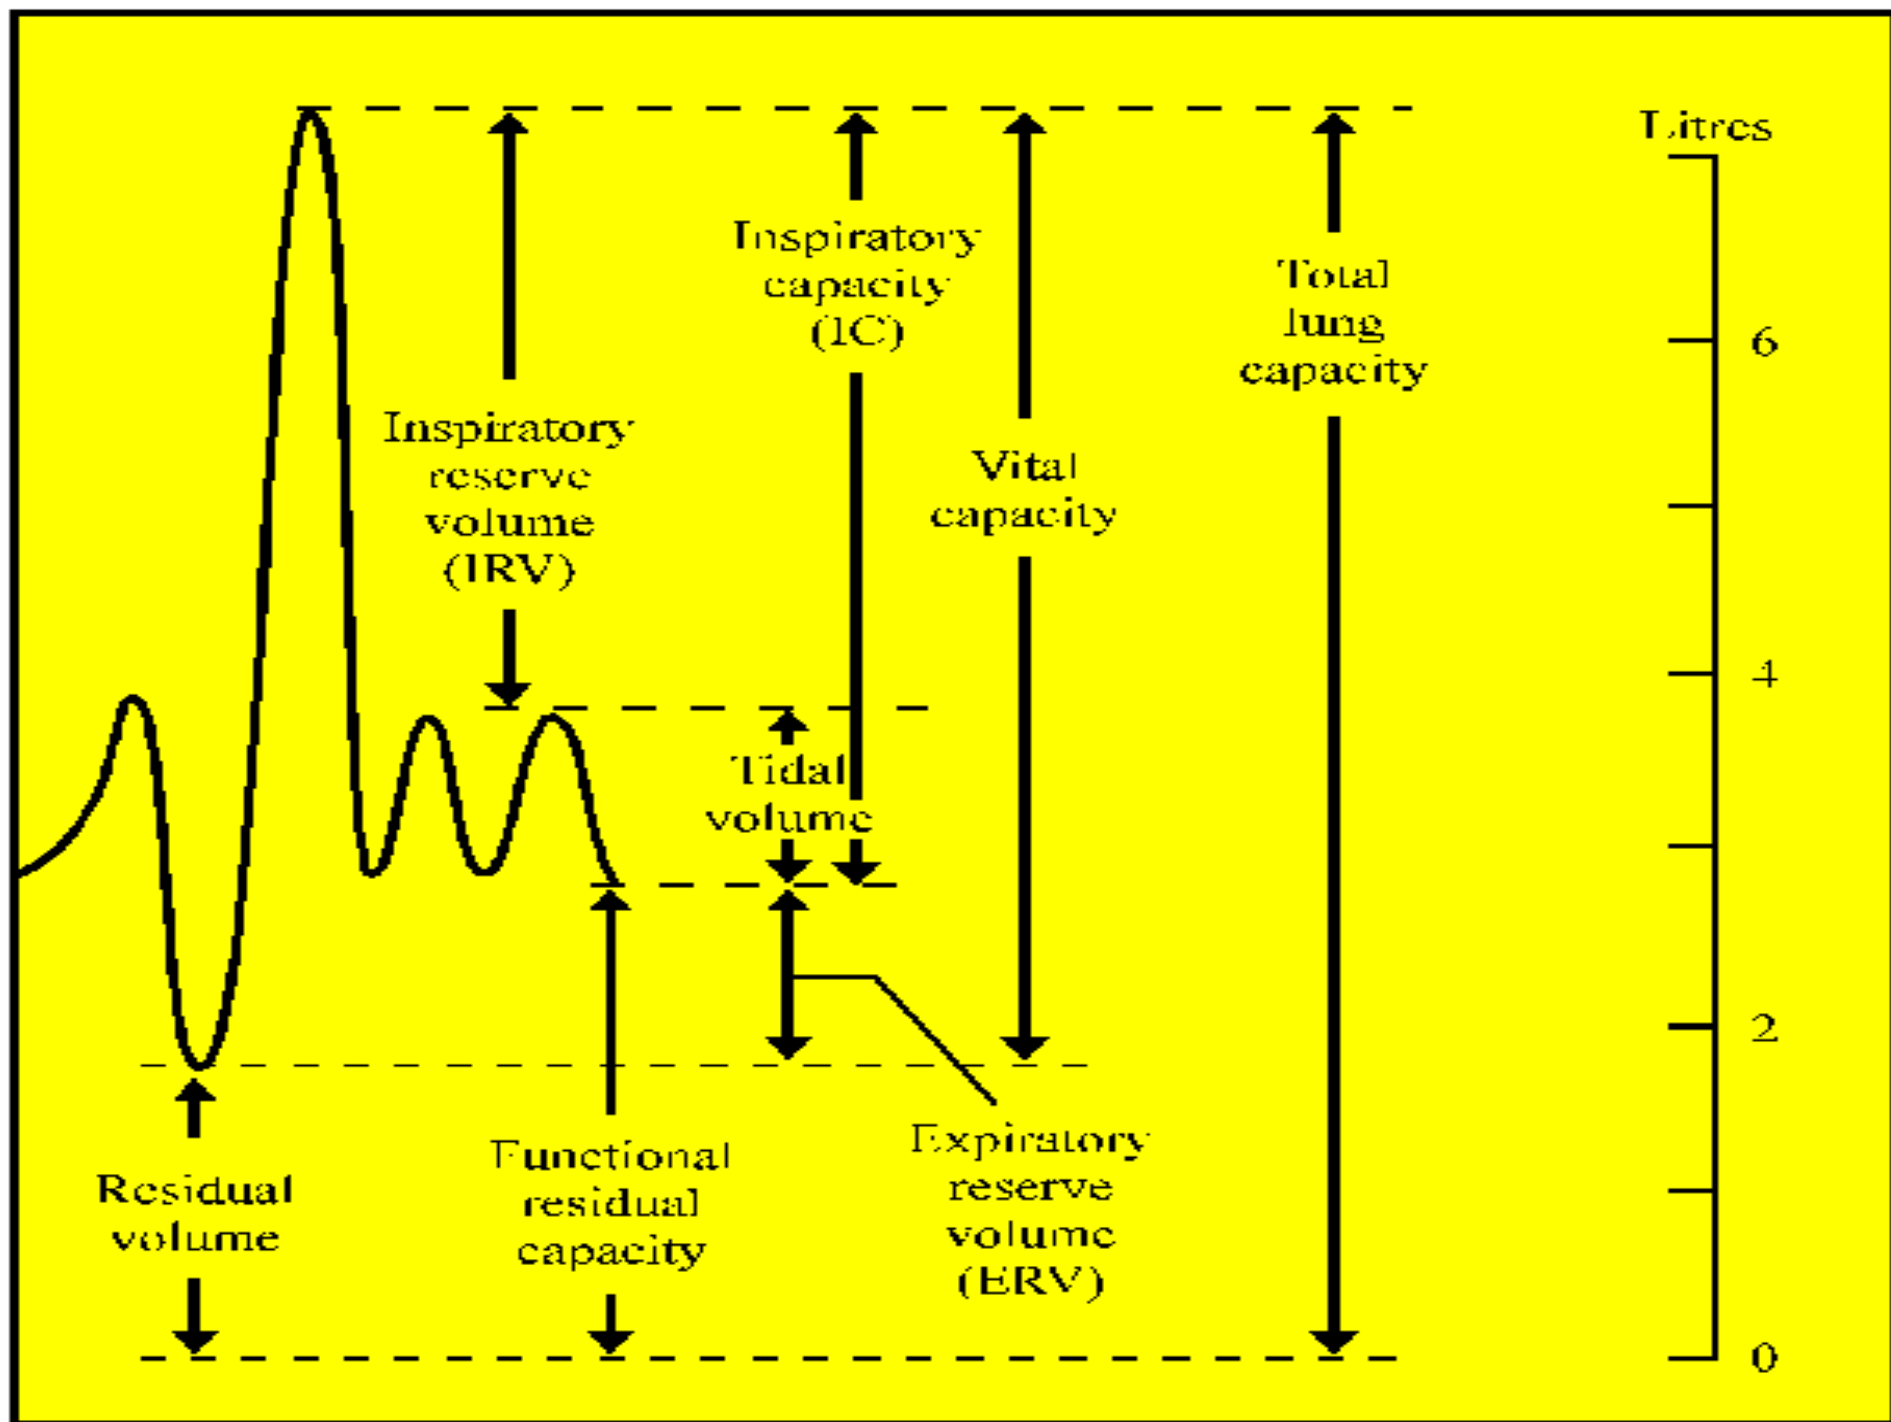 Litres
Inspiratory
capacity
(IC)
Total
lung
capacity
6
Inspiratory
reserve
volume
(IRV)
Vital
capacity
4
Tidal
volume
2
Residual
volume
Functional
residual
capacity
Expiratory
reserve
volume
(ERV)
0